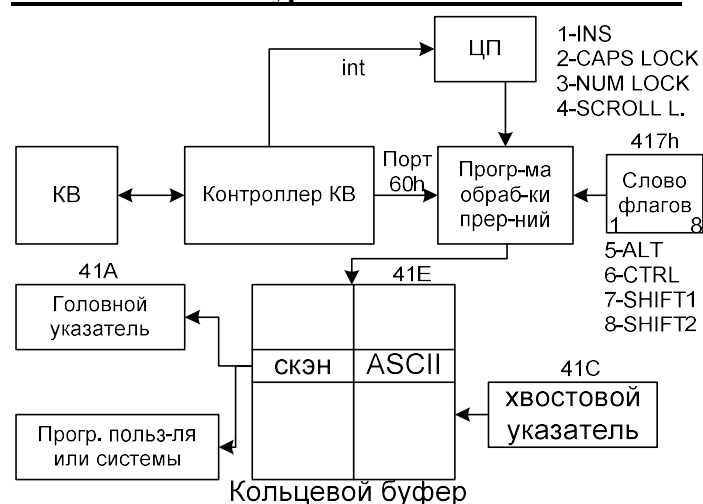 ЦП
int
1-INS
2-CAPS LOCK
3-NUM LOCK
4-SCROLL L.
КВ
Контроллер КВ
Порт
60h
Прогр-ма
обраб-ки
прер-ний
417h
Слово
флагов
1 8
5-ALT
6-CTRL
7-SHIFT1
8-SHIFT2
41A
Головной
указатель
41E
скэн ASCII
41C
хвостовой
указатель
Прогр. польз-ля
или системы
Кольцевой буфер